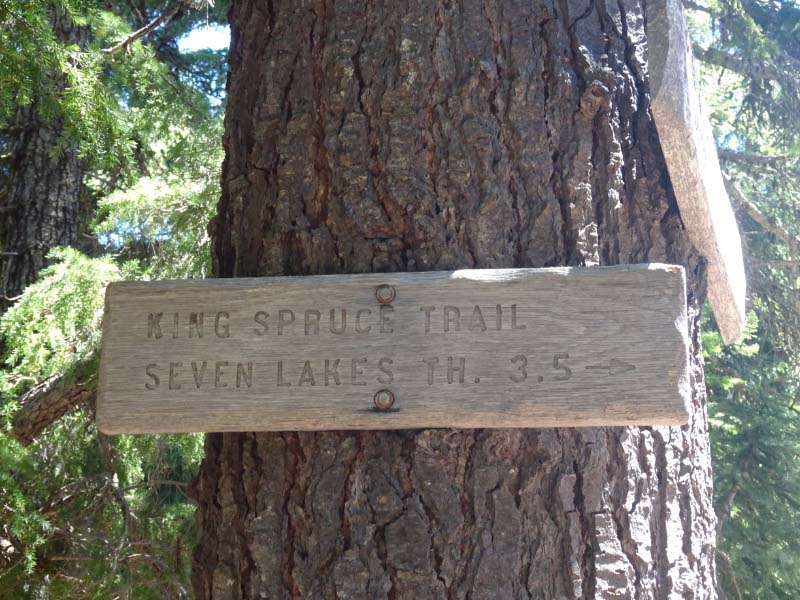 KING SPRUCE TRAIL
SEVEN LAKES TH. 3.5 →